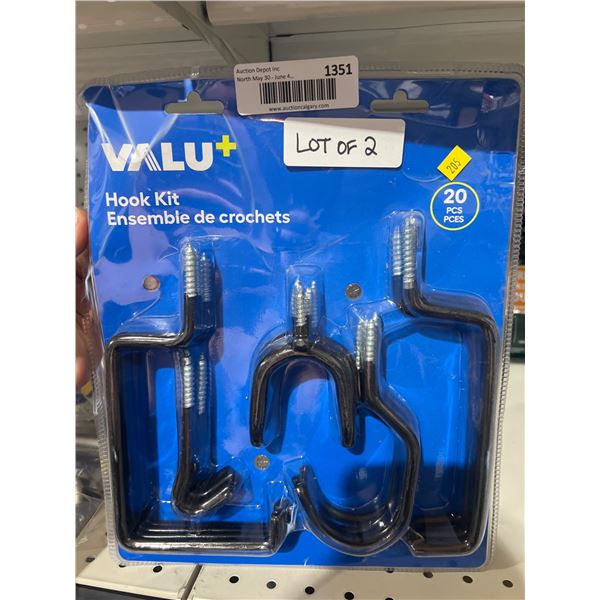 Auction Depot Inc
North May 30 - June 4...
1351
www.auctioncalgary.com
LOT OF 2
VALU+
205
Hook Kit
Ensemble de crochets
20
PCS
PCES